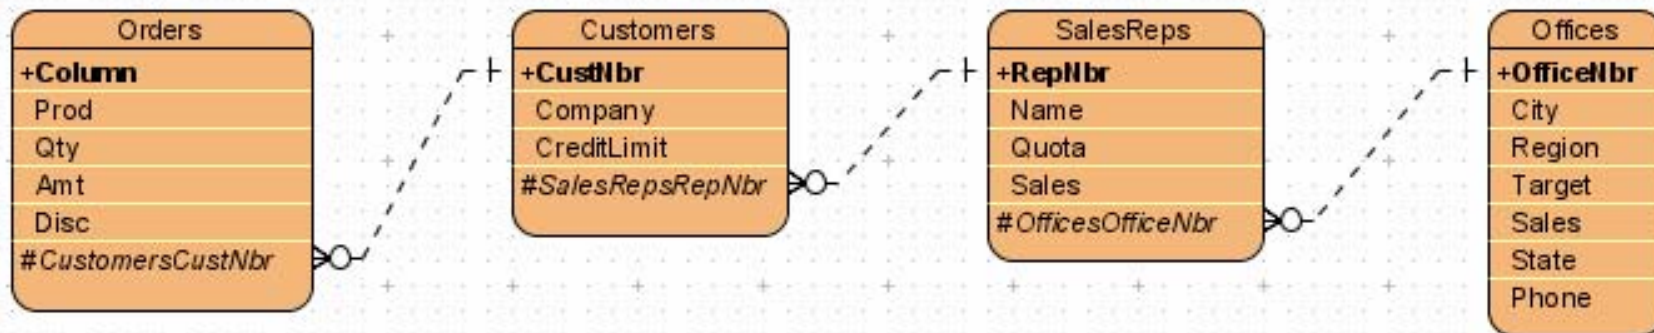 Orders
+Column
Prod
Qty
Amt
Disc
#CustomersCustNbr
Customers
+CustNbr
Company
CreditLimit
#SalesRepsRepNbr
SalesReps
+RepNbr
Name
Quota
Sales
#OfficesOfficeNbr
Offices
+OfficeNbr
City
Region
Target
Sales
State
Phone